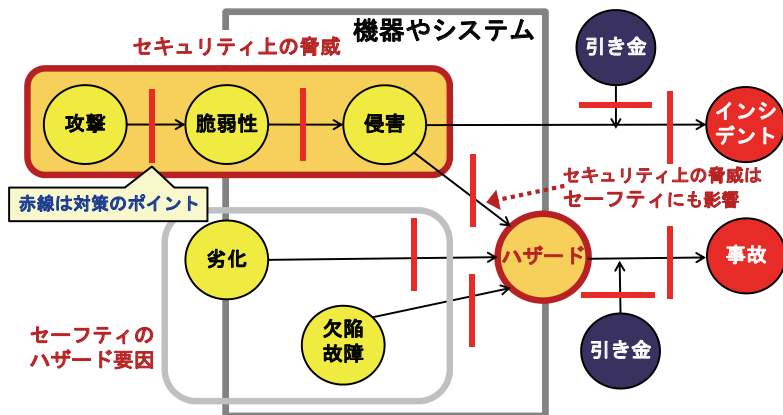 機器やシステム
セキュリティ上の脅威
引き金
攻撃
脆弱性
侵害
インシ
デント
赤線は対策のポイント
セキュリティ上の脅威は
セーフティにも影響
劣化
ハザード
事故
セーフティの
ハザード要因
欠陥
故障
引き金